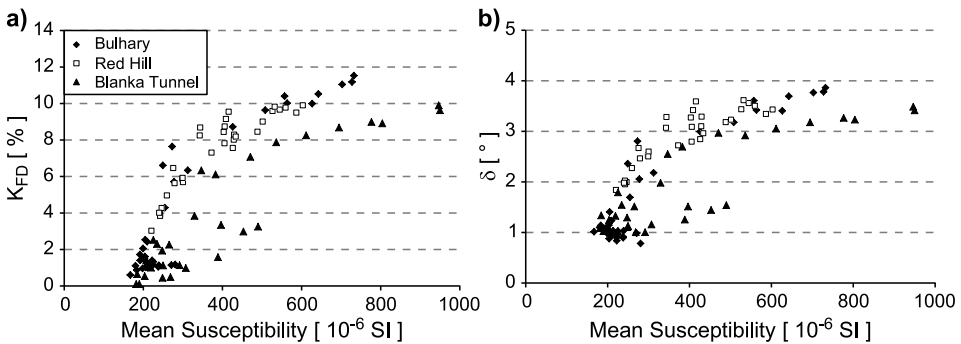 a)
K_FD [ % ]
14
12
10
8
6
4
2
0
Bulhary
Red Hill
Blanka Tunnel
0 200 400 600 800 1000
Mean Susceptibility [ 10⁻⁶ SI ]
b)
δ [ ° ]
5
4
3
2
1
0
0 200 400 600 800 1000
Mean Susceptibility [ 10⁻⁶ SI ]